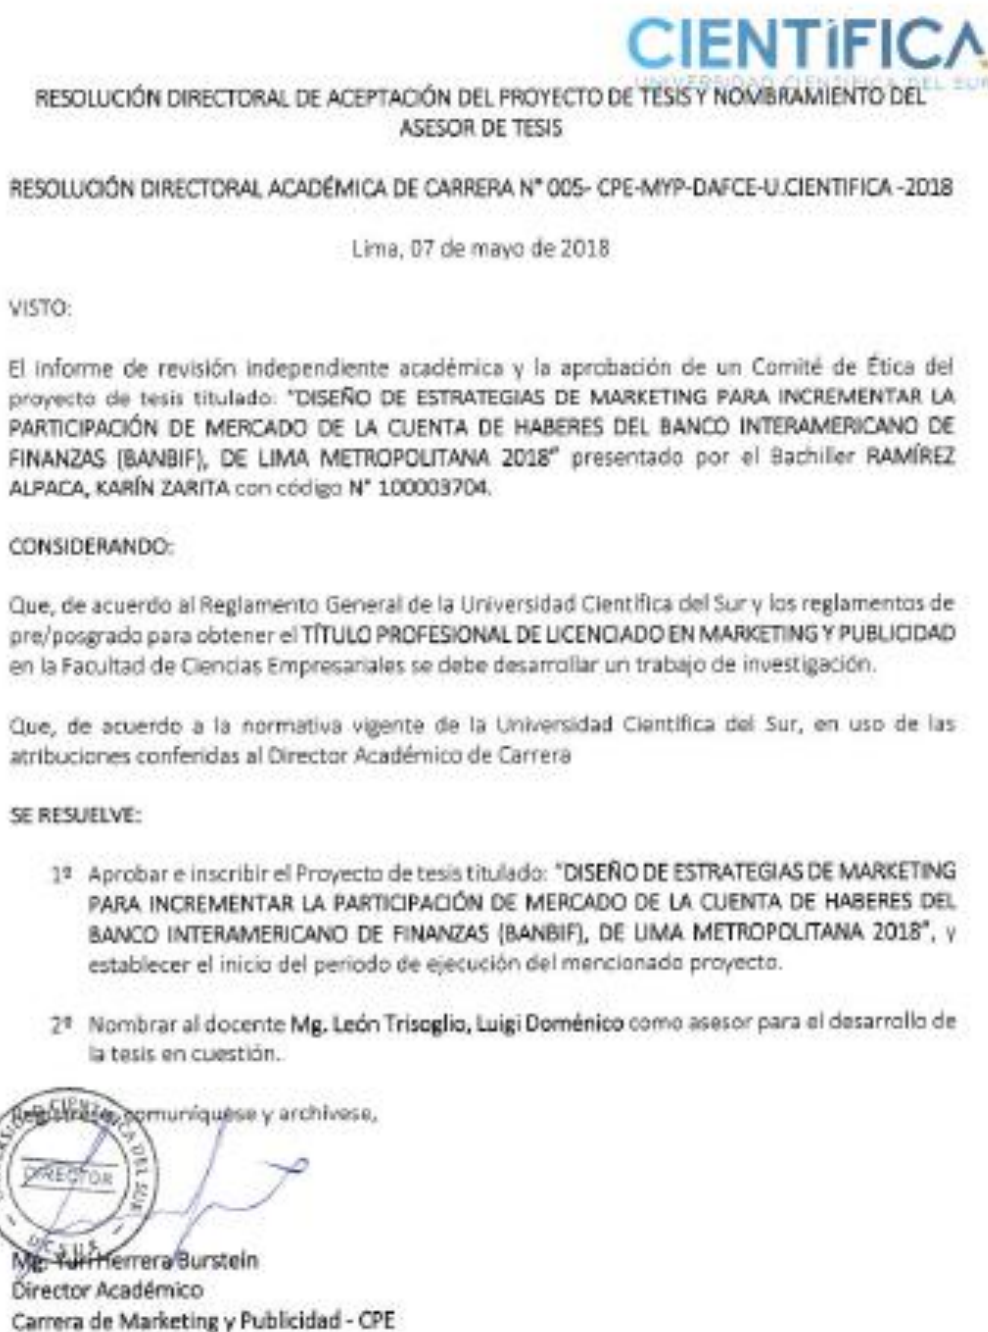 CIENTÍFICA
UNIVERSIDAD CIENTÍFICA DEL SUR
RESOLUCIÓN DIRECTORAL DE ACEPTACIÓN DEL PROYECTO DE TESIS Y NOMBRAMIENTO DEL
ASESOR DE TESIS
RESOLUCIÓN DIRECTORAL ACADÉMICA DE CARRERA N° 005- CPE-MYP-DAFCE-U.CIENTIFICA -2018
Lima, 07 de mayo de 2018
VISTO:
El informe de revisión independiente académica y la aprobación de un Comité de Ética del
proyecto de tesis titulado: "DISEÑO DE ESTRATEGIAS DE MARKETING PARA INCREMENTAR LA
PARTICIPACIÓN DE MERCADO DE LA CUENTA DE HABERES DEL BANCO INTERAMERICANO DE
FINANZAS (BANBIF), DE LIMA METROPOLITANA 2018" presentado por el Bachiller RAMÍREZ
ALPACA, KARÍN ZARITA con código N° 100003704.
CONSIDERANDO:
Que, de acuerdo al Reglamento General de la Universidad Científica del Sur y los reglamentos de
pre/posgrado para obtener el TÍTULO PROFESIONAL DE LICENCIADO EN MARKETING Y PUBLICIDAD
en la Facultad de Ciencias Empresariales se debe desarrollar un trabajo de investigación.
Que, de acuerdo a la normativa vigente de la Universidad Científica del Sur, en uso de las
atribuciones conferidas al Director Académico de Carrera
SE RESUELVE:
1º Aprobar e inscribir el Proyecto de tesis titulado: "DISEÑO DE ESTRATEGIAS DE MARKETING
PARA INCREMENTAR LA PARTICIPACIÓN DE MERCADO DE LA CUENTA DE HABERES DEL
BANCO INTERAMERICANO DE FINANZAS (BANBIF), DE LIMA METROPOLITANA 2018", y
establecer el inicio del periodo de ejecución del mencionado proyecto.
2º Nombrar al docente Mg. León Trisoglio, Luigi Doménico como asesor para el desarrollo de
la tesis en cuestión.
Regístrese, comuníquese y archívese,
DIRECTOR
Mg. Yuri Herrera Burstein
Director Académico
Carrera de Marketing y Publicidad - CPE